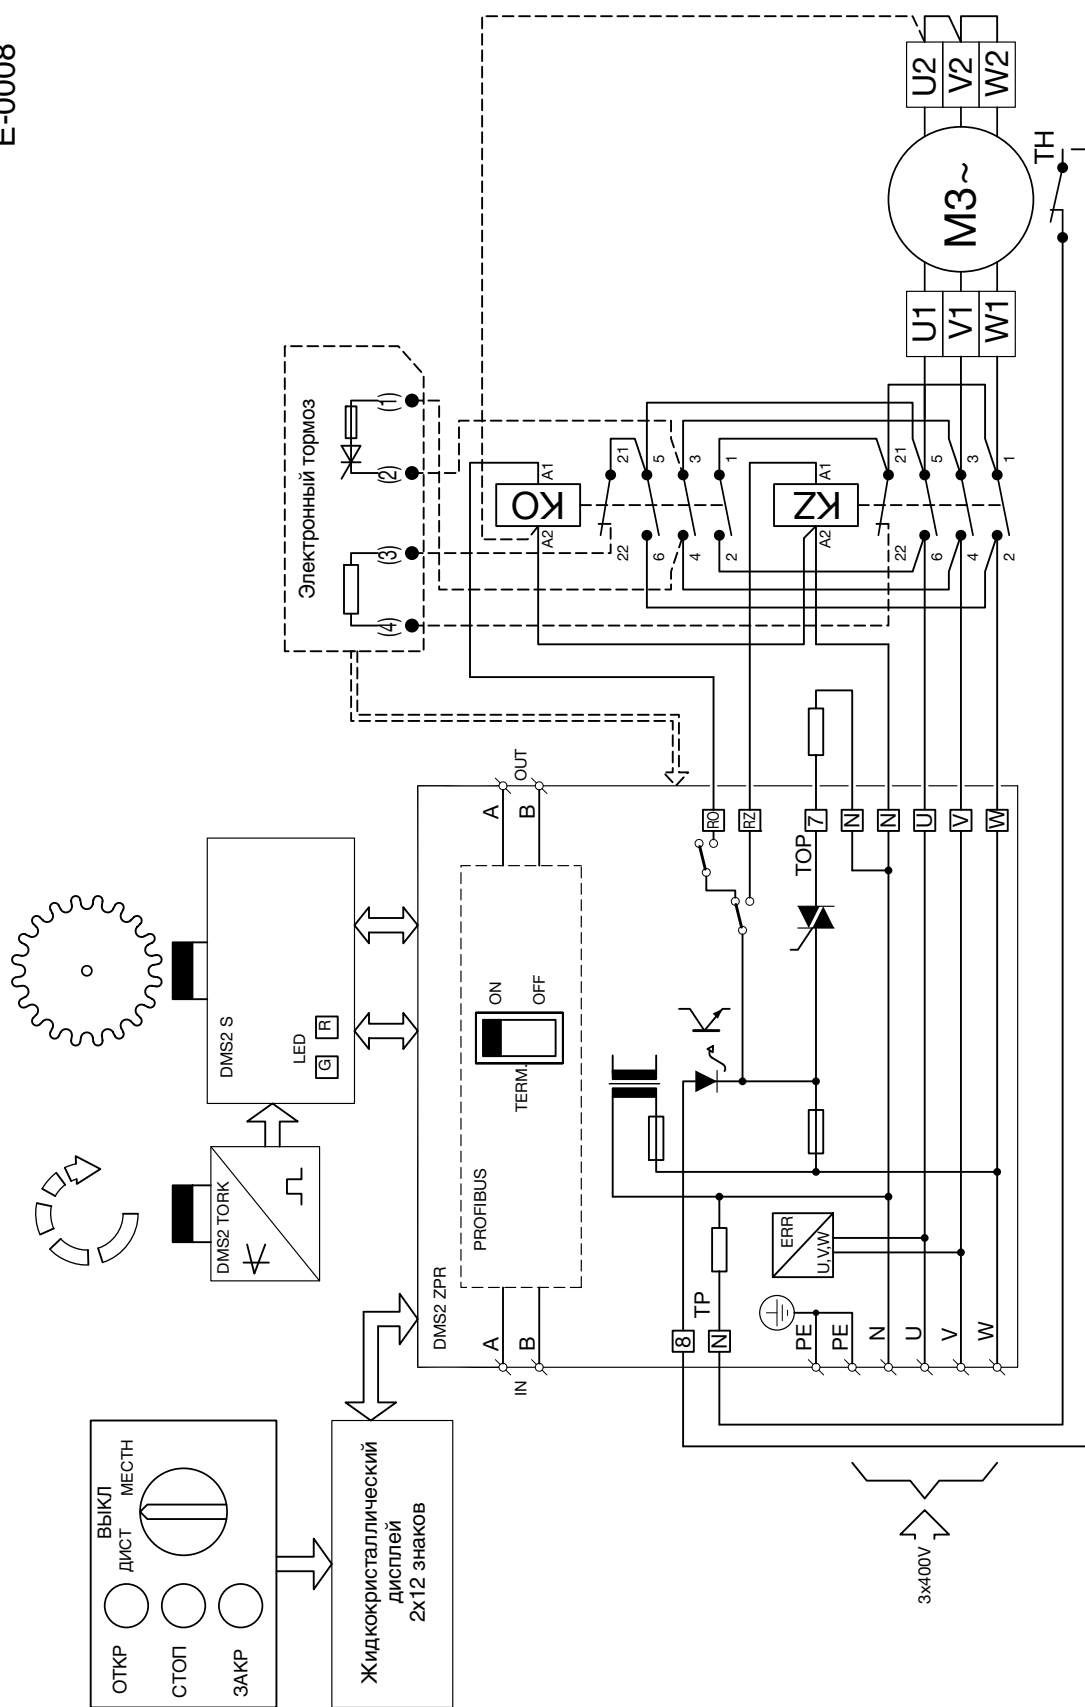 E-0008
ВЫКЛ
ДИСТ
МЕСТН
ОТКР
СТОП
ЗАКР
Жидкокристаллический
дисплей
2x12 знаков
DMS2 TORK
DMS2 S
LED
G
R
DMS2 ZPR
PROFIBUS
TERM.
ON
OFF
A
B
IN
A
B
OUT
8
N
TP
ERR
U,V,W
PE
PE
N
U
V
W
3x400V
RO
RZ
TOP
7
N
N
U
V
W
Электронный тормоз
(4)
(3)
(2)
(1)
KO
A2
A1
22
21
6
5
4
3
2
1
KZ
A2
A1
22
21
6
5
4
3
2
1
U1
V1
W1
M3~
U2
V2
W2
TH